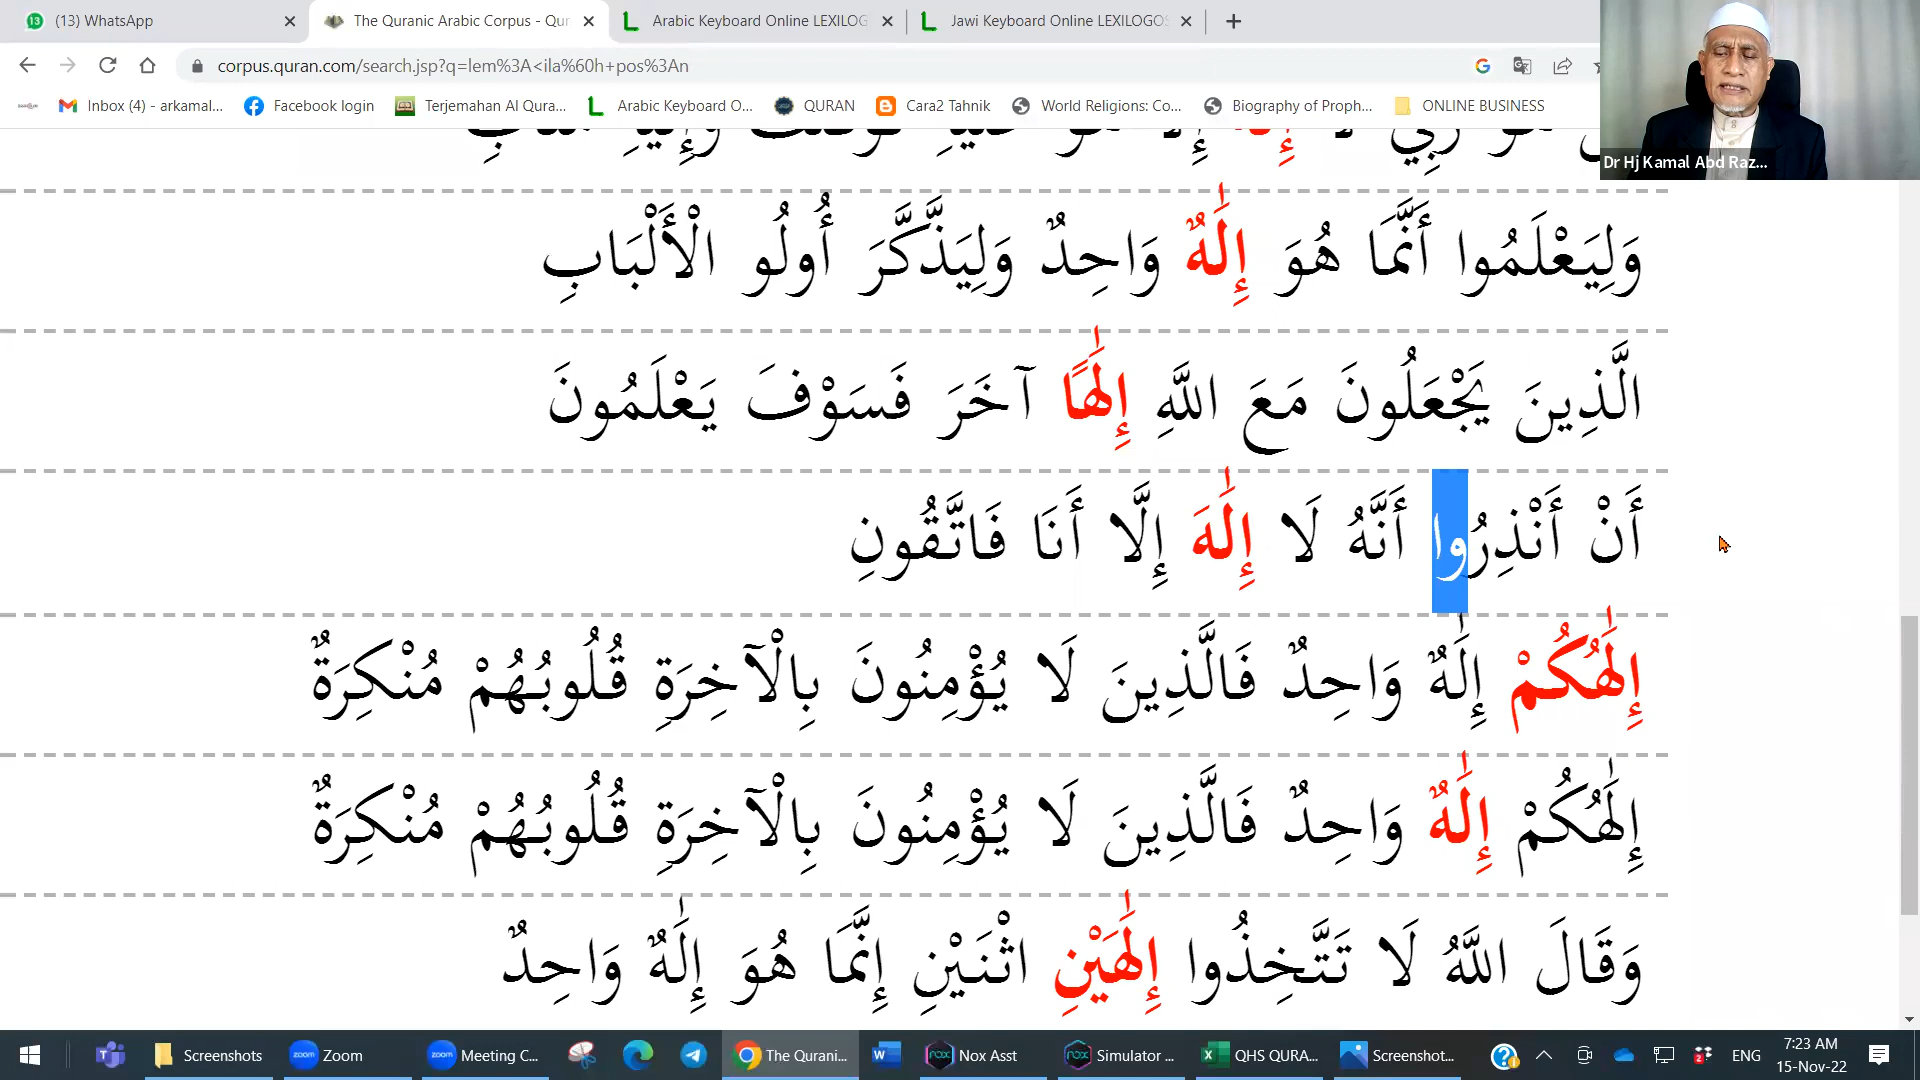 (13) WhatsApp
The Quranic Arabic Corpus - Qur
Arabic Keyboard Online LEXILOG
Jawi Keyboard Online LEXILOGOS
corpus.quran.com/search.jsp?q=lem%3A<ila%60h+pos%3An
Inbox (4) - arkamal...
Facebook login
Terjemahan Al Qura...
Arabic Keyboard O...
QURAN
Cara2 Tahnik
World Religions: Co...
Biography of Proph...
ONLINE BUSINESS
Dr Hj Kamal Abd Raz...
هُوَ رَبِّي لَا إِلَٰهَ إِلَّا هُوَ عَلَيْهِ تَوَكَّلْتُ وَإِلَيْهِ مَتَابِ
وَلِيَعْلَمُوا أَنَّمَا هُوَ إِلَٰهٌ وَاحِدٌ وَلِيَذَّكَّرَ أُولُو الْأَلْبَابِ
الَّذِينَ يَجْعَلُونَ مَعَ اللَّهِ إِلَٰهًا آخَرَ فَسَوْفَ يَعْلَمُونَ
أَنْ أَنْذِرُوا أَنَّهُ لَا إِلَٰهَ إِلَّا أَنَا فَاتَّقُونِ
إِلَٰهُكُمْ إِلَٰهٌ وَاحِدٌ فَالَّذِينَ لَا يُؤْمِنُونَ بِالْآخِرَةِ قُلُوبُهُمْ مُنْكِرَةٌ
إِلَٰهُكُمْ إِلَٰهٌ وَاحِدٌ فَالَّذِينَ لَا يُؤْمِنُونَ بِالْآخِرَةِ قُلُوبُهُمْ مُنْكِرَةٌ
وَقَالَ اللَّهُ لَا تَتَّخِذُوا إِلَٰهَيْنِ اثْنَيْنِ إِنَّمَا هُوَ إِلَٰهٌ وَاحِدٌ
Screenshots
Zoom
Meeting C...
The Qurani...
Nox Asst
Simulator ...
QHS QURA...
Screenshot...
ENG
7:23 AM
15-Nov-22